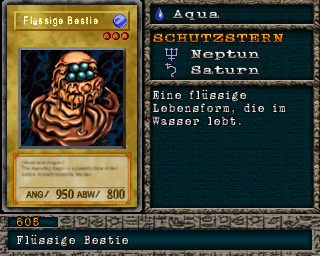 Flüssige Bestie
ANG/ 950 ABW/ 800
Aqua
SCHUTZSTERN
Neptun
Saturn
Eine flüssige
Lebensform, die im
Wasser lebt.
605
Flüssige Bestie